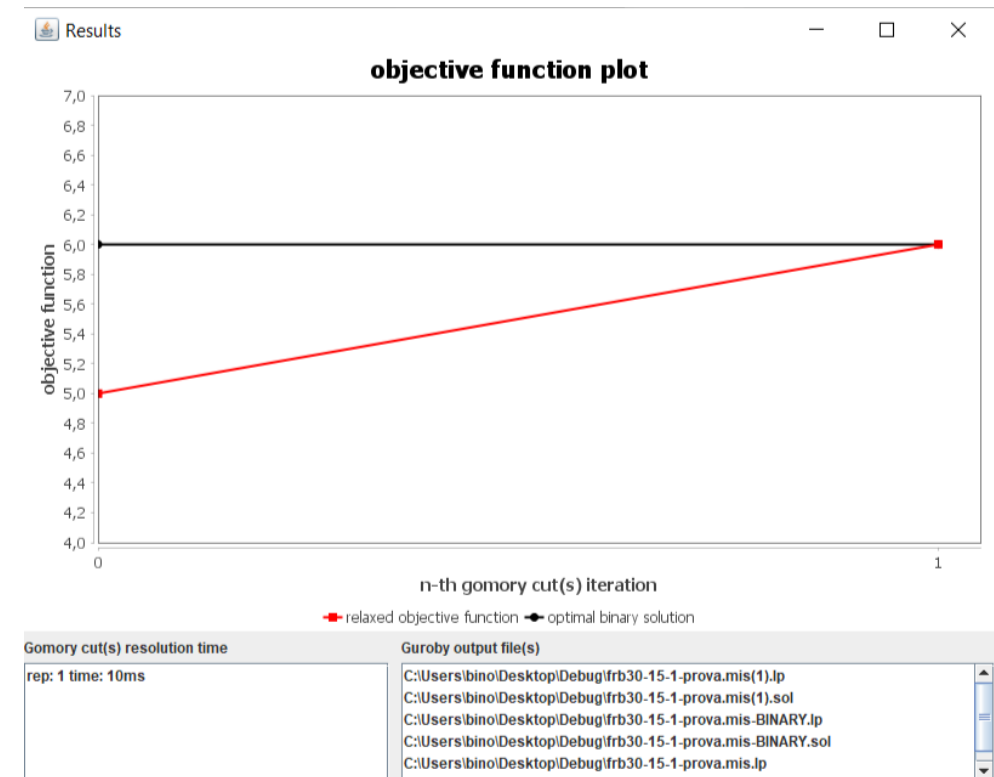 Results
objective function plot
7,0
6,8
6,6
6,4
6,2
6,0
5,8
5,6
5,4
5,2
5,0
4,8
4,6
4,4
4,2
4,0
objective function
0
1
n-th gomory cut(s) iteration
relaxed objective function optimal binary solution
Gomory cut(s) resolution time
rep: 1 time: 10ms
Guroby output file(s)
C:\Users\bino\Desktop\Debug\frb30-15-1-prova.mis(1).lp
C:\Users\bino\Desktop\Debug\frb30-15-1-prova.mis(1).sol
C:\Users\bino\Desktop\Debug\frb30-15-1-prova.mis-BINARY.lp
C:\Users\bino\Desktop\Debug\frb30-15-1-prova.mis-BINARY.sol
C:\Users\bino\Desktop\Debug\frb30-15-1-prova.mis.lp